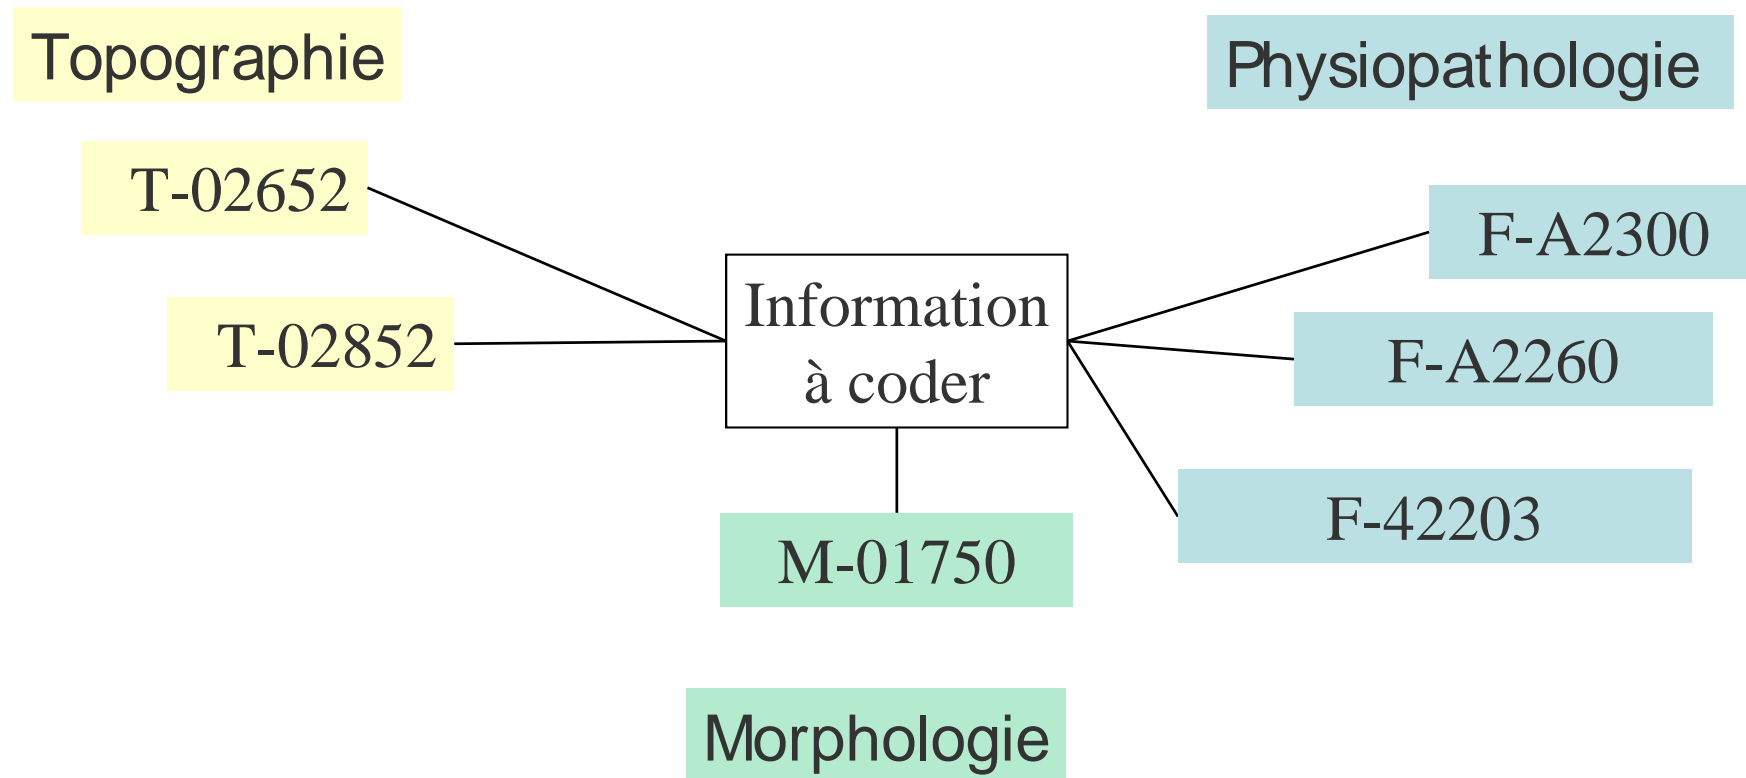 Topographie
Physiopathologie
T-02652
T-02852
Information
à coder
F-A2300
F-A2260
F-42203
M-01750
Morphologie